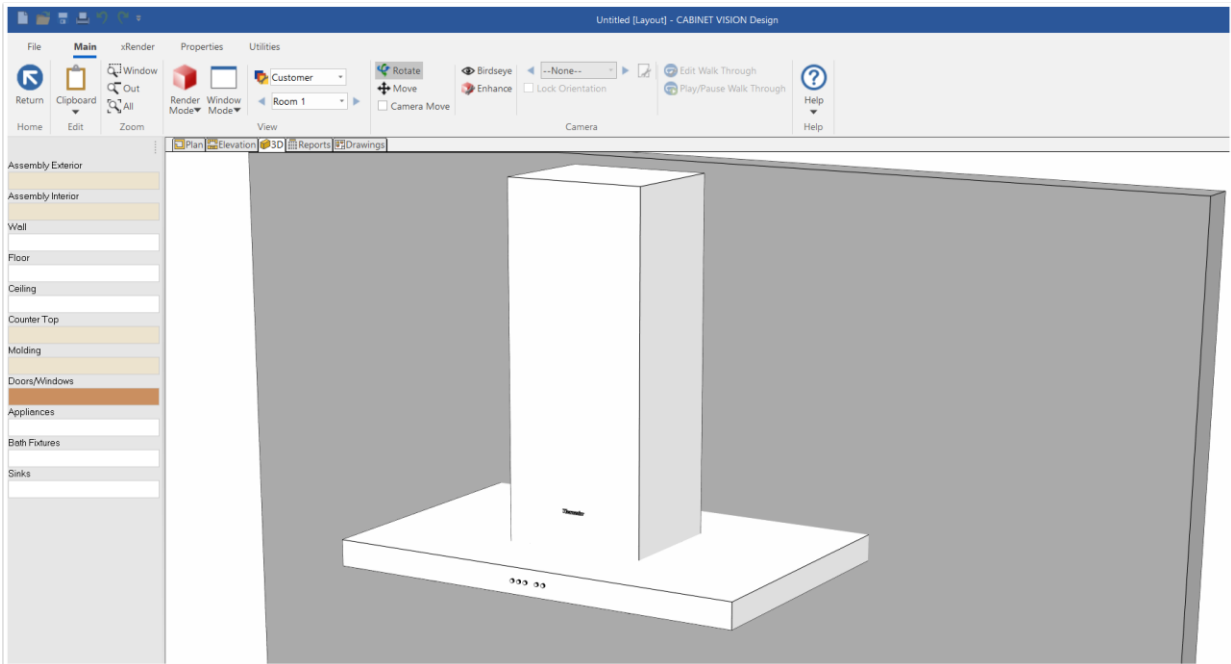 Untitled [Layout] - CABINET VISION Design
File Main xRender Properties Utilities
Return
Clipboard
Window
Out
All
Render Mode
Window Mode
Customer
Room 1
Rotate
Move
Camera Move
Birdseye
Enhance
--None--
Lock Orientation
Edit Walk Through
Play/Pause Walk Through
Help
Home Edit Zoom View Camera Help
Plan Elevation 3D Reports Drawings
Assembly Exterior
Assembly Interior
Wall
Floor
Ceiling
Counter Top
Molding
Doors/Windows
Appliances
Bath Fixtures
Sinks
Thermador